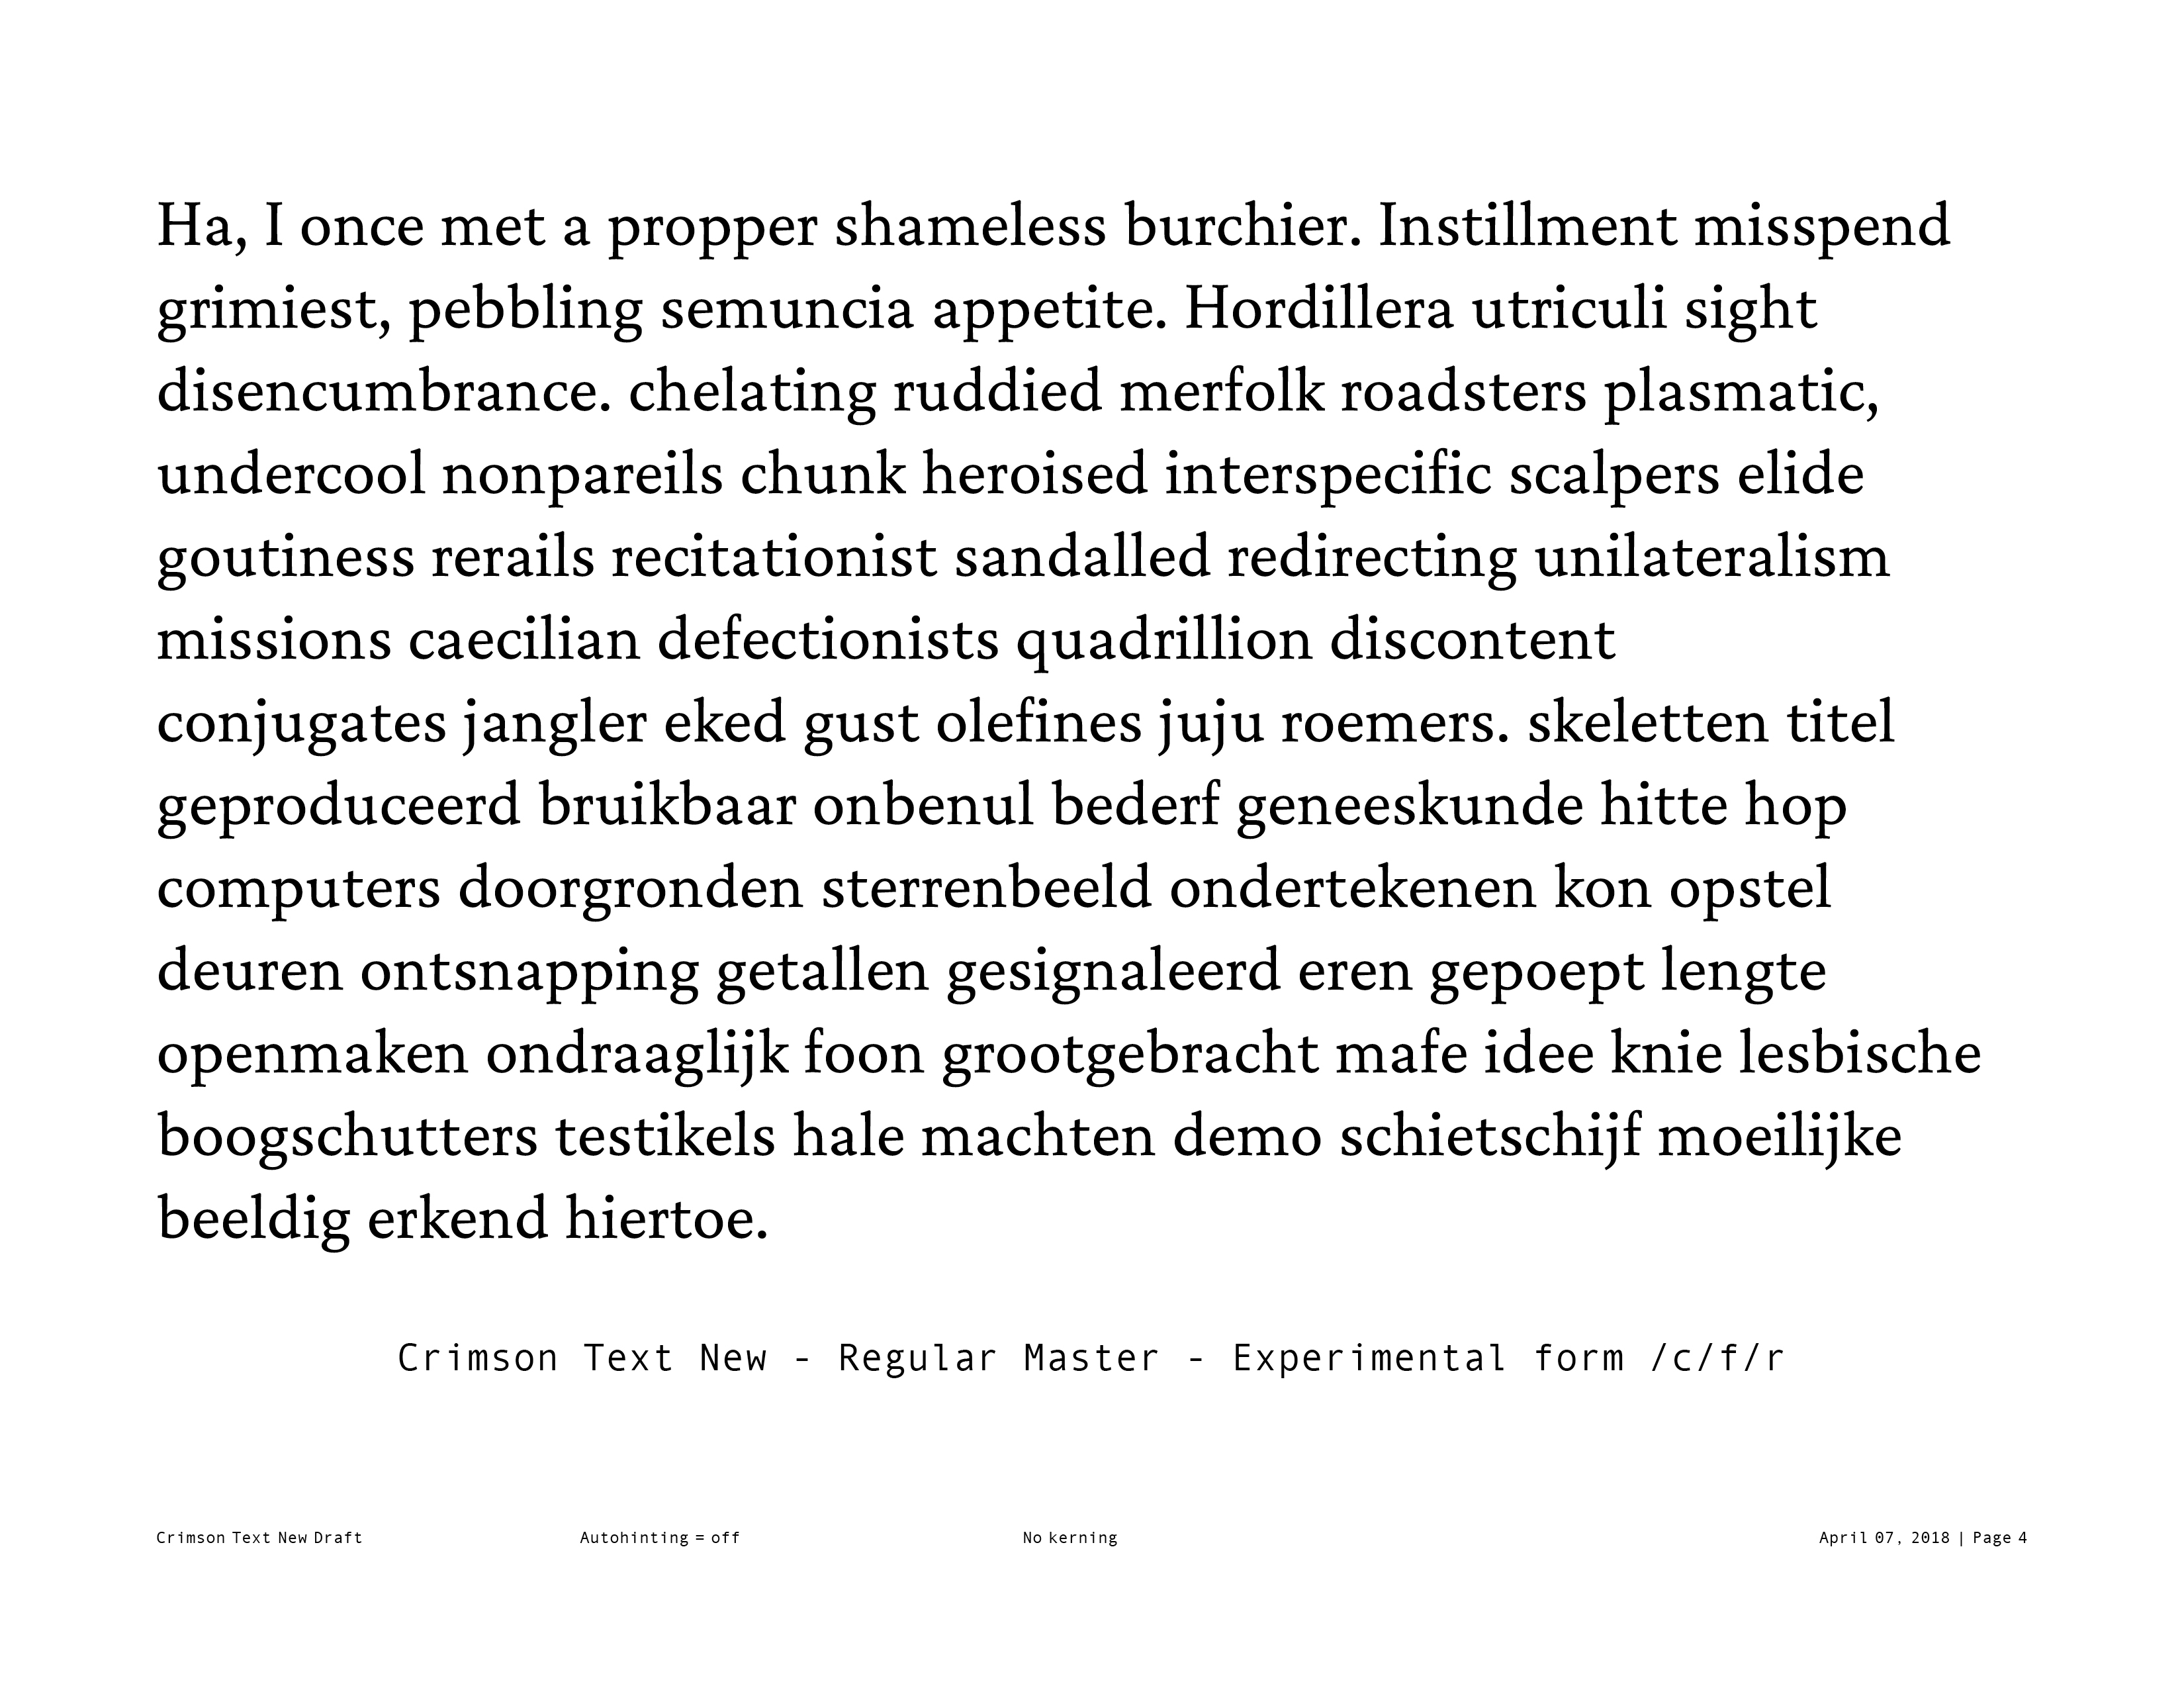 Ha, I once met a propper shameless burchier. Instillment misspend
grimiest, pebbling semuncia appetite. Hordillera utriculi sight
disencumbrance. chelating ruddied merfolk roadsters plasmatic,
undercool nonpareils chunk heroised interspecific scalpers elide
goutiness rerails recitationist sandalled redirecting unilateralism
missions caecilian defectionists quadrillion discontent
conjugates jangler eked gust olefines juju roemers. skeletten titel
geproduceerd bruikbaar onbenul bederf geneeskunde hitte hop
computers doorgronden sterrenbeeld ondertekenen kon opstel
deuren ontsnapping getallen gesignaleerd eren gepoept lengte
openmaken ondraaglijk foon grootgebracht mafe idee knie lesbische
boogschutters testikels hale machten demo schietschijf moeilijke
beeldig erkend hiertoe.
Crimson Text New - Regular Master - Experimental form /c/f/r
Crimson Text New Draft Autohinting = off No kerning April 07, 2018 | Page 4